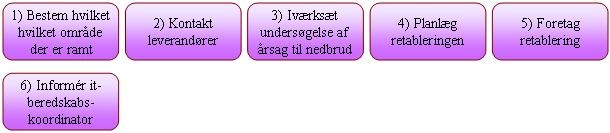 1) Bestem hvilket
hvilket område
der er ramt
2) Kontakt
leverandører
3) Iværksæt
undersøgelse af
årsag til nedbrud
4) Planlæg
retableringen
5) Foretag
retablering
6) Informér it-
beredskabs-
koordinator